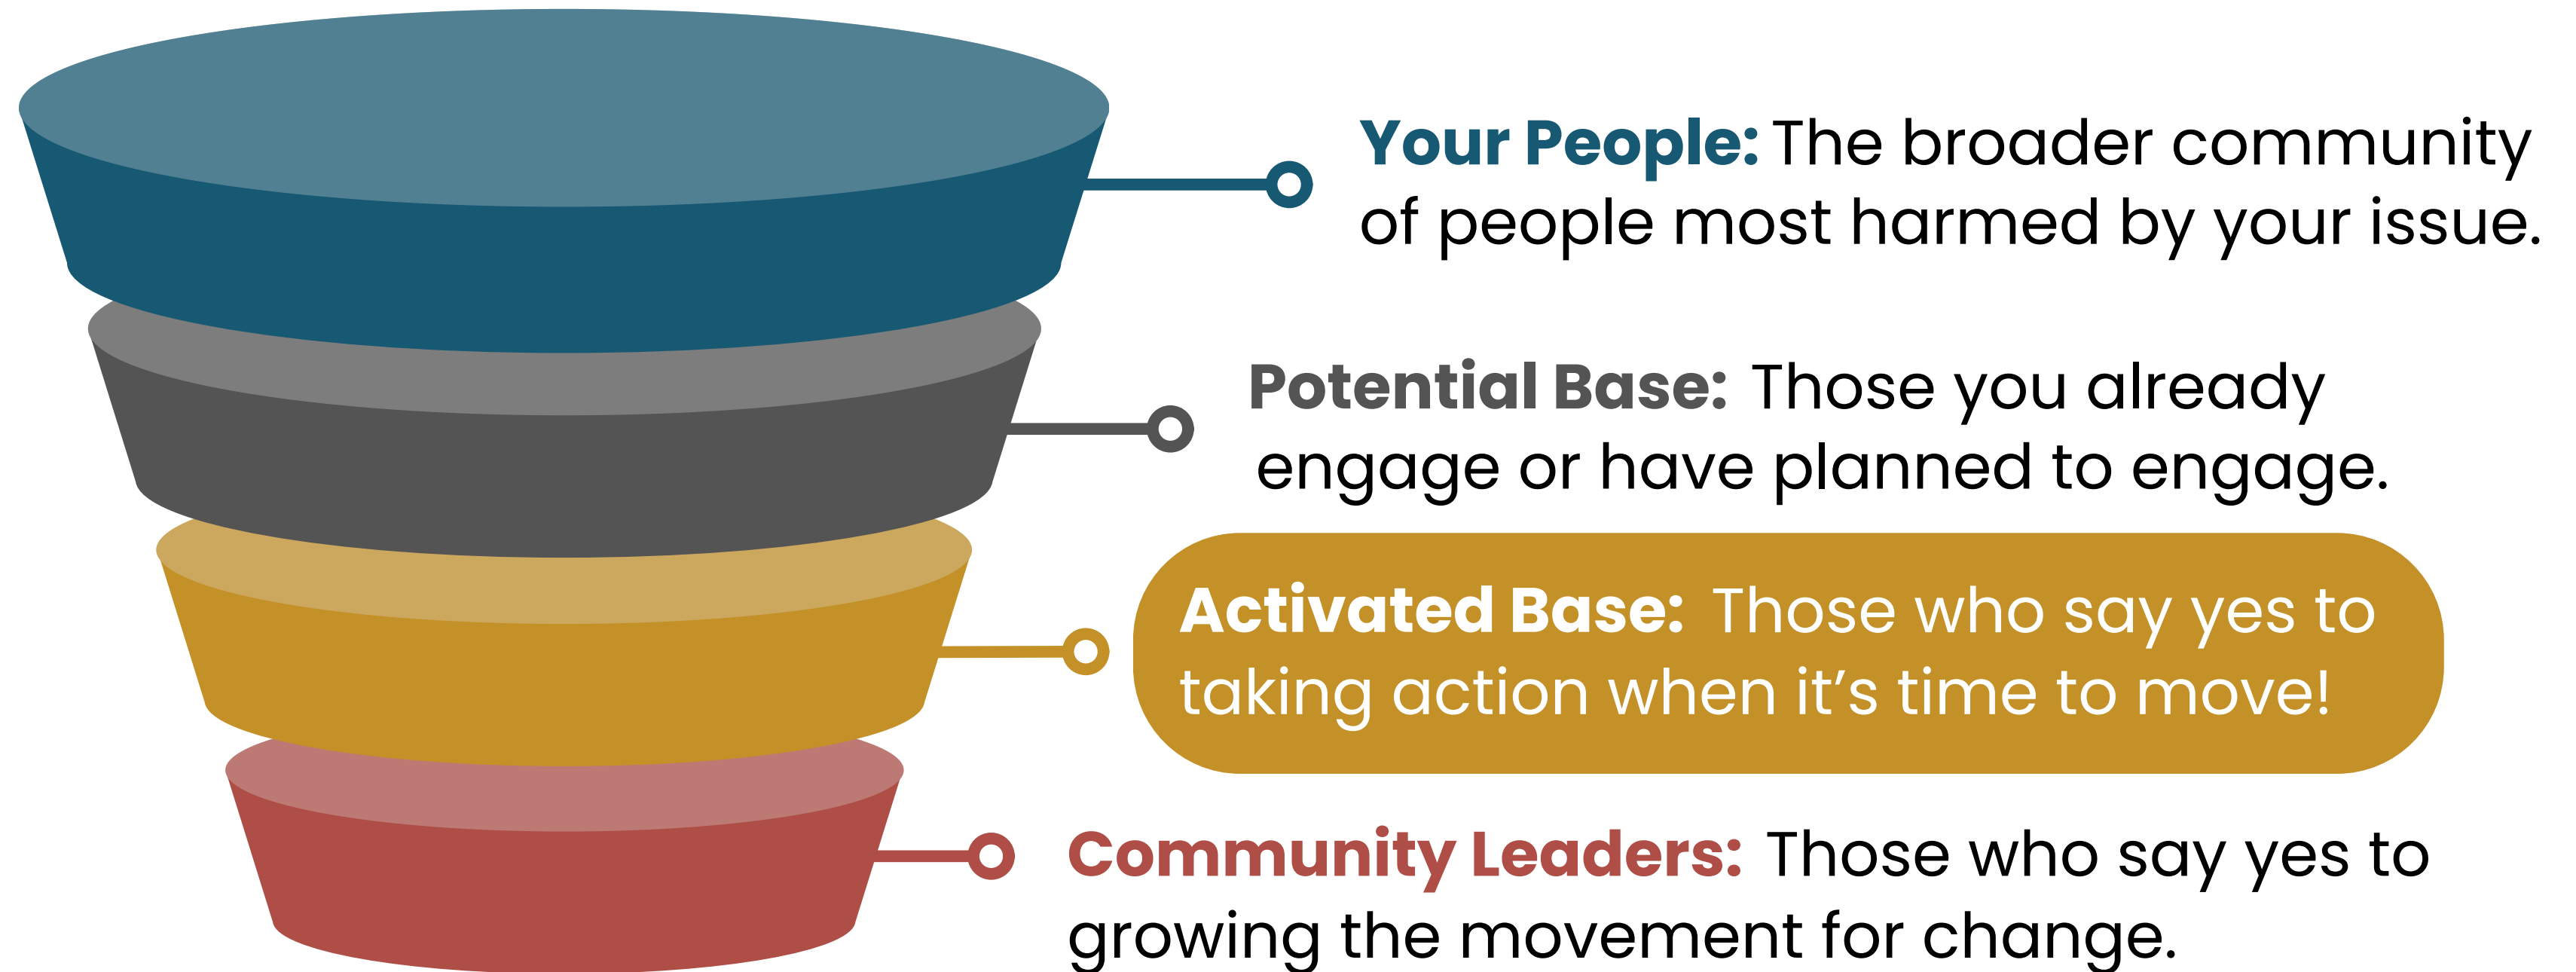 Your People: The broader community
of people most harmed by your issue.
Potential Base: Those you already
engage or have planned to engage.
Activated Base: Those who say yes to
taking action when it’s time to move!
Community Leaders: Those who say yes to
growing the movement for change.